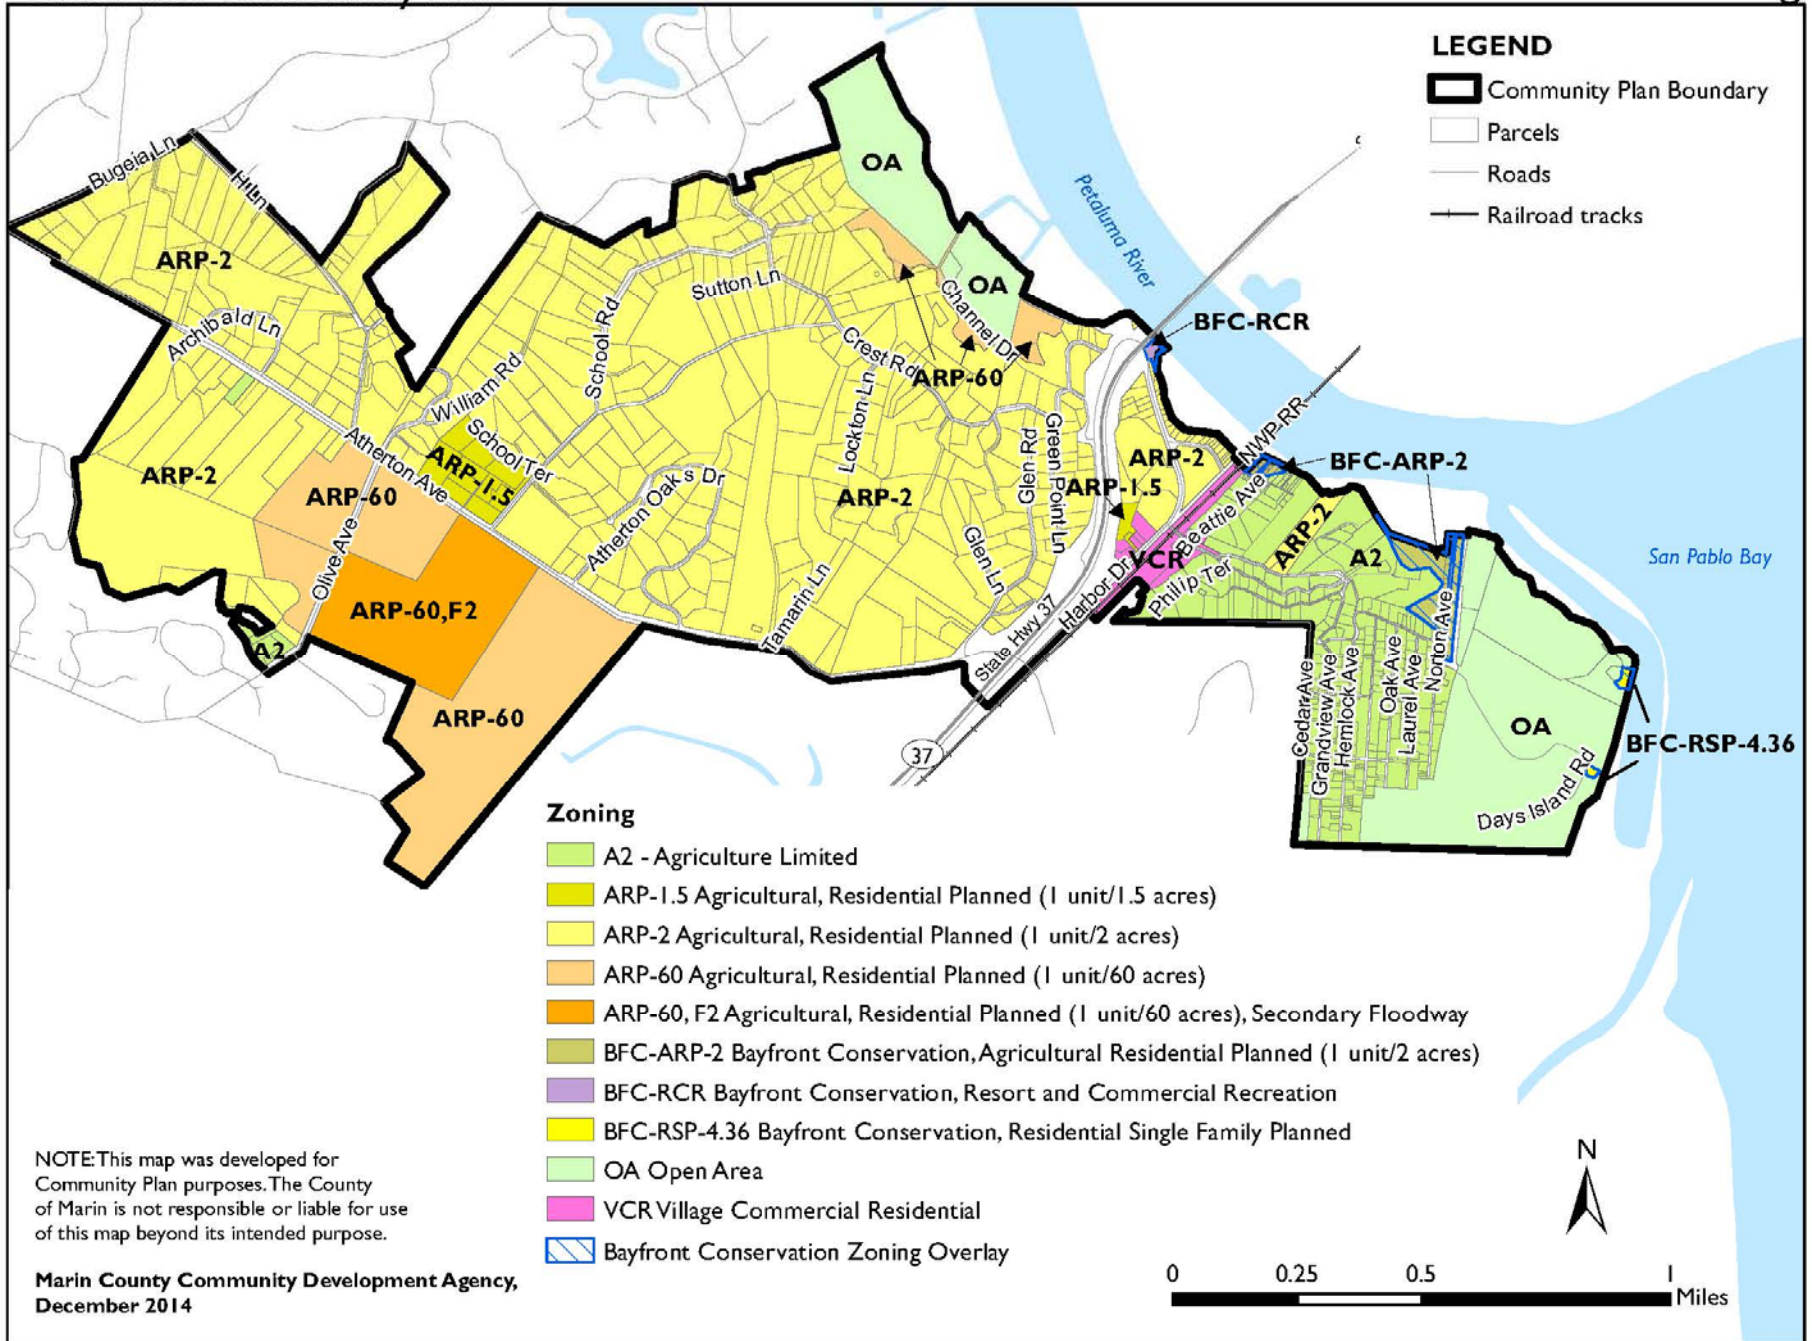 LEGEND
Community Plan Boundary
Parcels
Roads
Railroad tracks
Bugeia Ln
H Ln
ARP-2
Archibald Ln
ARP-2
William Rd
School Rd
School Ter
ARP-1.5
Atherton Ave
ARP-60
Olive Ave
ARP-60,F2
A2
ARP-60
Sutton Ln
Crest Rd
Lockton Ln
Atherton Oaks Dr
ARP-2
Tamarin Ln
Glen Ln
Glen Rd
Green Point Ln
OA
OA
Channel Dr
ARP-60
Petaluma River
BFC-RCR
ARP-2
ARP-1.5
NWP-RR
BFC-ARP-2
VCR
Beattie Ave
Philip Ter
Harbor Dr
State Hwy 37
37
ARP-2
A2
San Pablo Bay
Cedar Ave
Grandview Ave
Hemlock Ave
Oak Ave
Laurel Ave
Norton Ave
OA
BFC-RSP-4.36
Days Island Rd
Zoning
A2 - Agriculture Limited
ARP-1.5 Agricultural, Residential Planned (1 unit/1.5 acres)
ARP-2 Agricultural, Residential Planned (1 unit/2 acres)
ARP-60 Agricultural, Residential Planned (1 unit/60 acres)
ARP-60, F2 Agricultural, Residential Planned (1 unit/60 acres), Secondary Floodway
BFC-ARP-2 Bayfront Conservation, Agricultural Residential Planned (1 unit/2 acres)
BFC-RCR Bayfront Conservation, Resort and Commercial Recreation
BFC-RSP-4.36 Bayfront Conservation, Residential Single Family Planned
OA Open Area
VCR Village Commercial Residential
Bayfront Conservation Zoning Overlay
NOTE: This map was developed for
Community Plan purposes. The County
of Marin is not responsible or liable for use
of this map beyond its intended purpose.
Marin County Community Development Agency,
December 2014
N
0 0.25 0.5 1
Miles